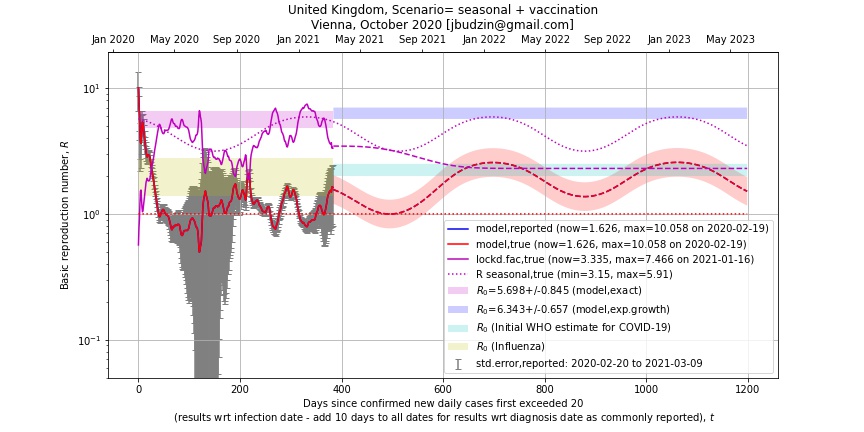 United Kingdom, Scenario= seasonal + vaccination
Vienna, October 2020 [jbudzin@gmail.com]
Jan 2020 May 2020 Sep 2020 Jan 2021 May 2021 Sep 2021 Jan 2022 May 2022 Sep 2022 Jan 2023 May 2023
10¹
10⁰
10⁻¹
Basic reproduction number, R
model,reported (now=1.626, max=10.058 on 2020-02-19)
model,true (now=1.626, max=10.058 on 2020-02-19)
lockd.fac,true (now=3.335, max=7.466 on 2021-01-16)
R seasonal,true (min=3.15, max=5.91)
R₀=5.698+/-0.845 (model,exact)
R₀=6.343+/-0.657 (model,exp.growth)
R₀ (Initial WHO estimate for COVID-19)
R₀ (Influenza)
std.error,reported: 2020-02-20 to 2021-03-09
0 200 400 600 800 1000 1200
Days since confirmed new daily cases first exceeded 20
(results wrt infection date - add 10 days to all dates for results wrt diagnosis date as commonly reported), t